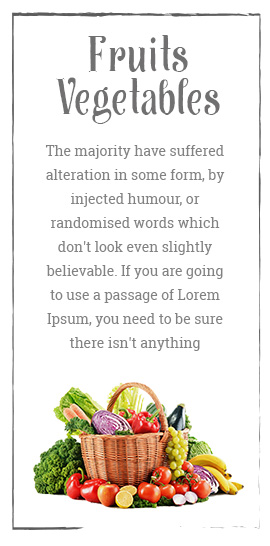 Fruits
Vegetables
The majority have suffered
alteration in some form, by
injected humour, or
randomised words which
don't look even slightly
believable. If you are going
to use a passage of Lorem
Ipsum, you need to be sure
there isn't anything